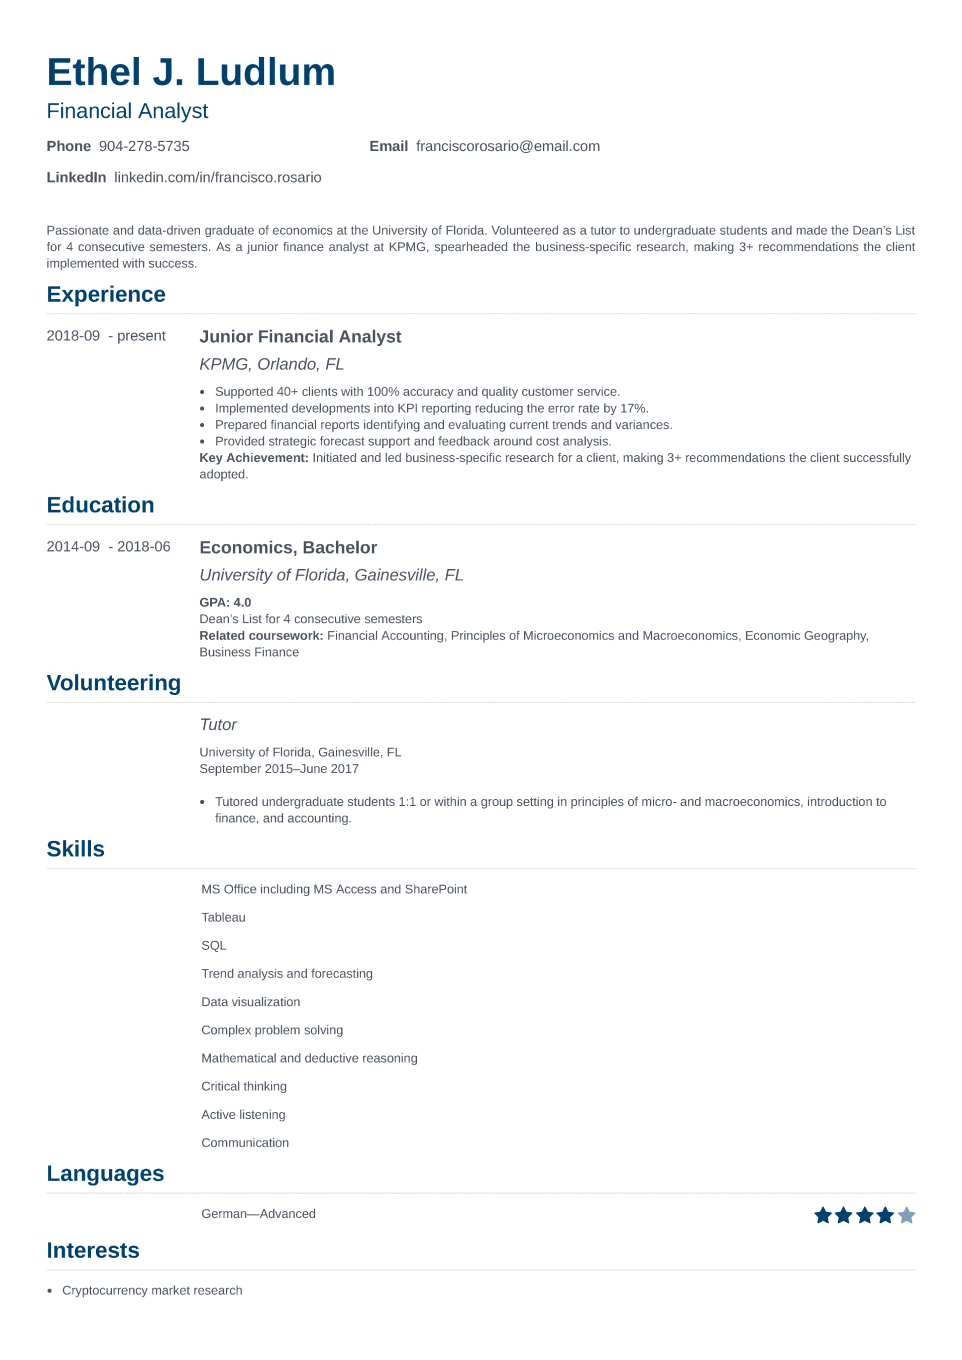 Ethel J. Ludlum
Financial Analyst
Phone 904-278-5735 Email franciscorosario@email.com
LinkedIn linkedin.com/in/francisco.rosario
Passionate and data-driven graduate of economics at the University of Florida. Volunteered as a tutor to undergraduate students and made the Dean’s List
for 4 consecutive semesters. As a junior finance analyst at KPMG, spearheaded the business-specific research, making 3+ recommendations the client
implemented with success.
Experience
2018-09 - present Junior Financial Analyst
KPMG, Orlando, FL
• Supported 40+ clients with 100% accuracy and quality customer service.
• Implemented developments into KPI reporting reducing the error rate by 17%.
• Prepared financial reports identifying and evaluating current trends and variances.
• Provided strategic forecast support and feedback around cost analysis.
Key Achievement: Initiated and led business-specific research for a client, making 3+ recommendations the client successfully
adopted.
Education
2014-09 - 2018-06 Economics, Bachelor
University of Florida, Gainesville, FL
GPA: 4.0
Dean’s List for 4 consecutive semesters
Related coursework: Financial Accounting, Principles of Microeconomics and Macroeconomics, Economic Geography,
Business Finance
Volunteering
Tutor
University of Florida, Gainesville, FL
September 2015–June 2017
• Tutored undergraduate students 1:1 or within a group setting in principles of micro- and macroeconomics, introduction to
finance, and accounting.
Skills
MS Office including MS Access and SharePoint
Tableau
SQL
Trend analysis and forecasting
Data visualization
Complex problem solving
Mathematical and deductive reasoning
Critical thinking
Active listening
Communication
Languages
German—Advanced
Interests
• Cryptocurrency market research